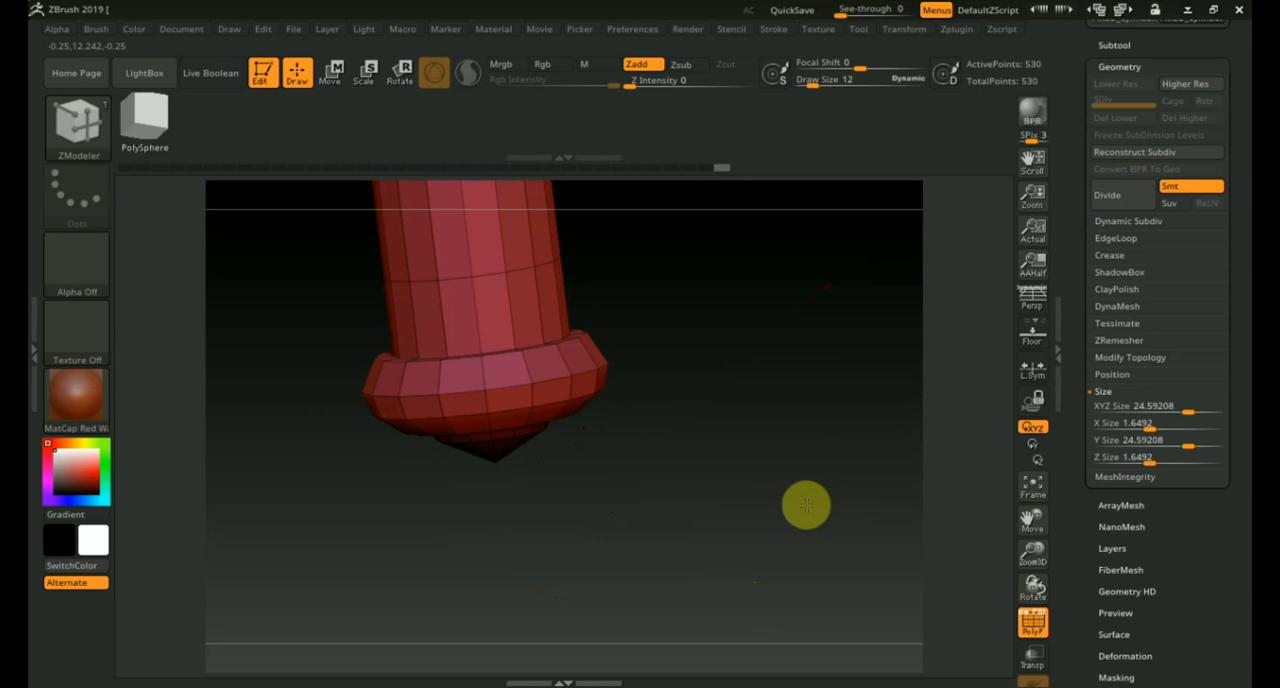 ZBrush 2019 [
AC QuickSave See-through 0 Menus DefaultZScript
Alpha Brush Color Document Draw Edit File Layer Light Macro Marker Material Movie Picker Preferences Render Stencil Stroke Texture Tool Transform Zplugin Zscript
-0.25,12.242,-0.25
Home Page LightBox Live Boolean Edit Draw Move Scale Rotate
Mrgb Rgb M Zadd Zsub Zcut
Rgb Intensity Z Intensity 0
Focal Shift 0
Draw Size 12 Dynamic
S
D
ActivePoints: 530
TotalPoints: 530
1
ZModeler
PolySphere
Dots
Alpha Off
Texture Off
MatCap Red Wa
Gradient
SwitchColor
Alternate
BPR
SPix 3
Scroll
Zoom
Actual
AAHalf
Dynamic
Persp
Floor
L.Sym
XYZ
Frame
Move
Zoom3D
Rotate
PolyF
Transp
Subtool
Geometry
Lower Res Higher Res
SDiv Cage Rstr
Del Lower Del Higher
Freeze SubDivision Levels
Reconstruct Subdiv
Convert BPR To Geo
Divide Smt
Suv ReUV
Dynamic Subdiv
EdgeLoop
Crease
ShadowBox
ClayPolish
DynaMesh
Tessimate
ZRemesher
Modify Topology
Position
Size
XYZ Size 24.59208
X Size 1.6492
Y Size 24.59208
Z Size 1.6492
MeshIntegrity
ArrayMesh
NanoMesh
Layers
FiberMesh
Geometry HD
Preview
Surface
Deformation
Masking